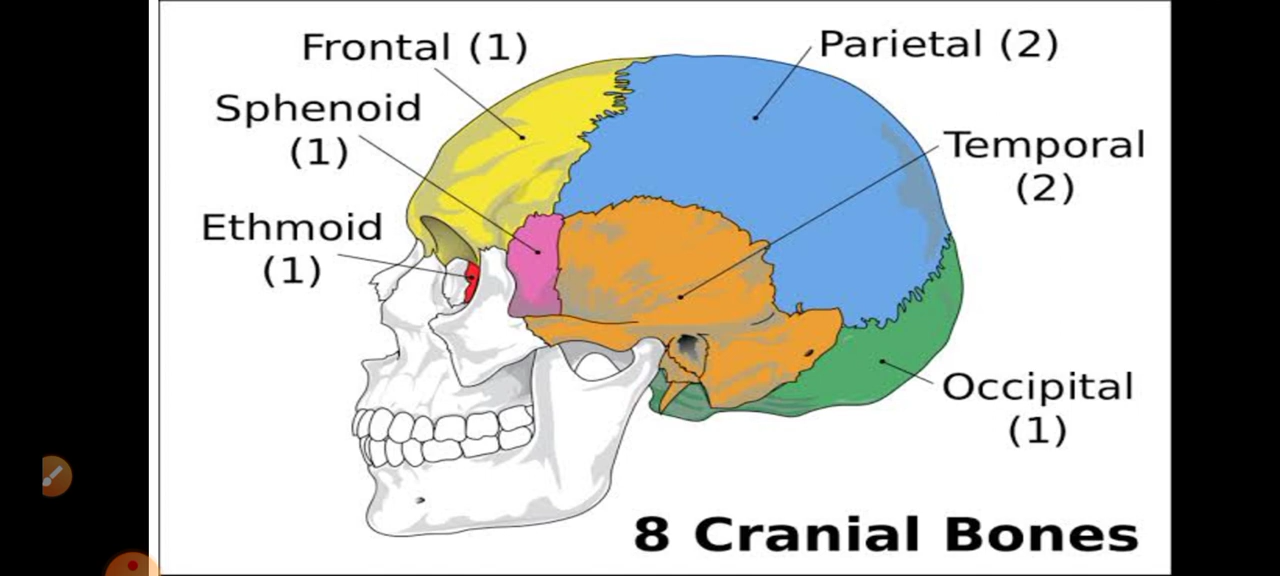 Frontal (1)
Parietal (2)
Sphenoid
(1)
Temporal
(2)
Ethmoid
(1)
Occipital
(1)
8 Cranial Bones